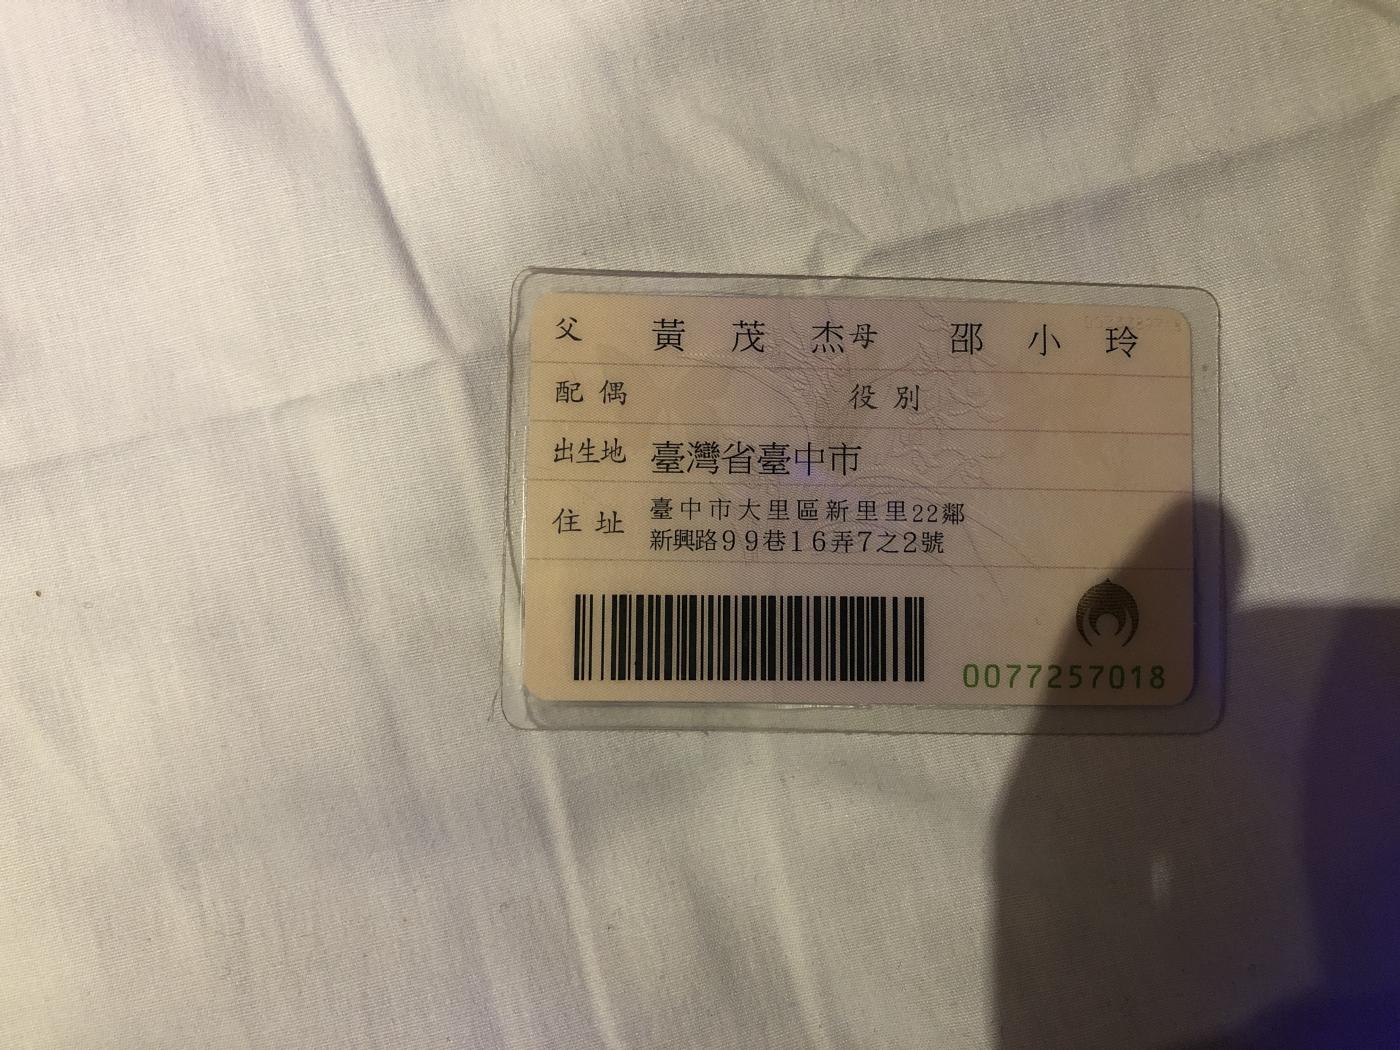 父 黃茂杰 母 邵小玲
配偶 役別
出生地 臺灣省臺中市
住址 臺中市大里區新里里22鄰
新興路99巷16弄7之2號
0077257018